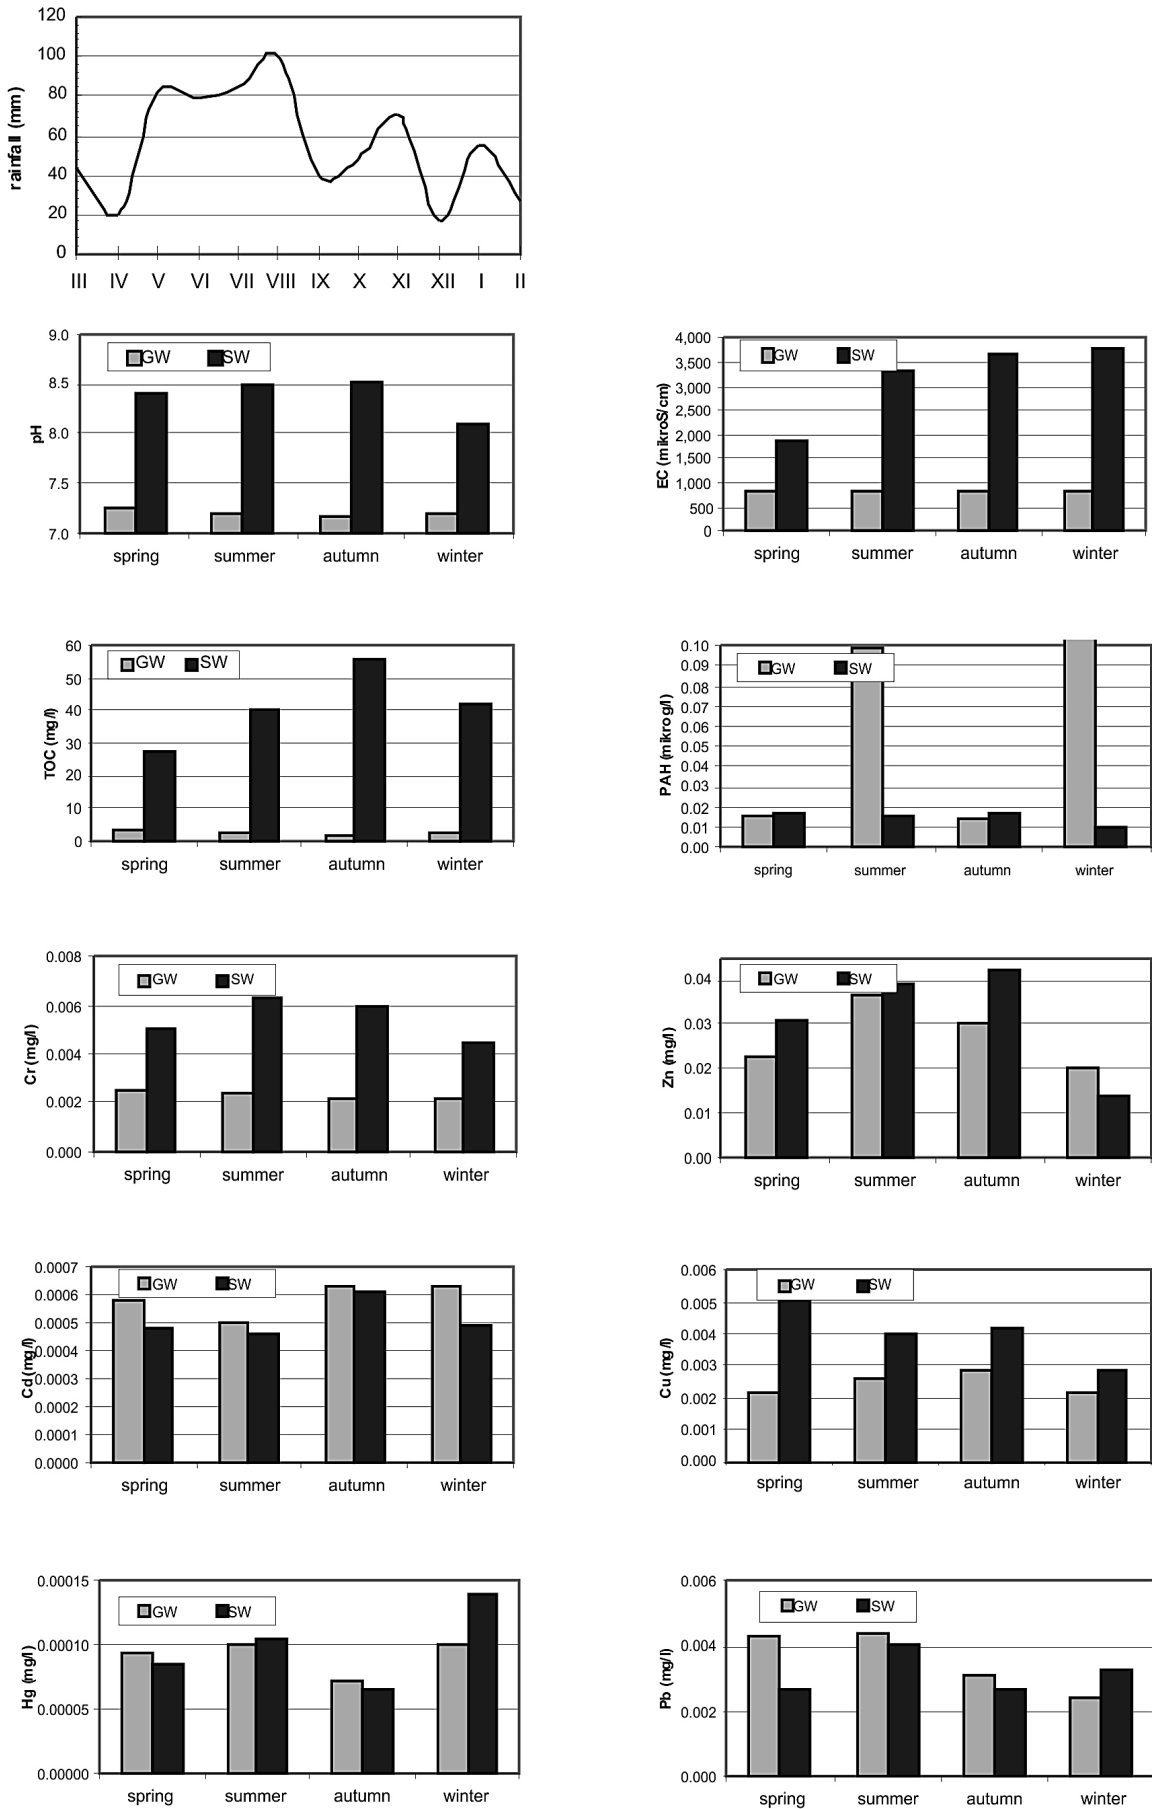 120
100
80
60
40
20
0
rainfall (mm)
III IV V VI VII VIII IX X XI XII I II
9.0
8.5
8.0
7.5
7.0
pH
GW SW
spring summer autumn winter
4,000
3,500
3,000
2,500
2,000
1,500
1,000
500
0
EC (mikroS/cm)
GW SW
spring summer autumn winter
60
50
40
30
20
10
0
TOC (mg/l)
GW SW
spring summer autumn winter
0.10
0.09
0.08
0.07
0.06
0.05
0.04
0.03
0.02
0.01
0.00
PAH (mikrog/l)
GW SW
spring summer autumn winter
0.008
0.006
0.004
0.002
0.000
Cr (mg/l)
GW SW
spring summer autumn winter
0.04
0.03
0.02
0.01
0.00
Zn (mg/l)
GW SW
spring summer autumn winter
0.0007
0.0006
0.0005
0.0004
0.0003
0.0002
0.0001
0.0000
Cd (mg/l)
GW SW
spring summer autumn winter
0.006
0.005
0.004
0.003
0.002
0.001
0.000
Cu (mg/l)
GW SW
spring summer autumn winter
0.00015
0.00010
0.00005
0.00000
Hg (mg/l)
GW SW
spring summer autumn winter
0.006
0.004
0.002
0.000
Pb (mg/l)
GW SW
spring summer autumn winter